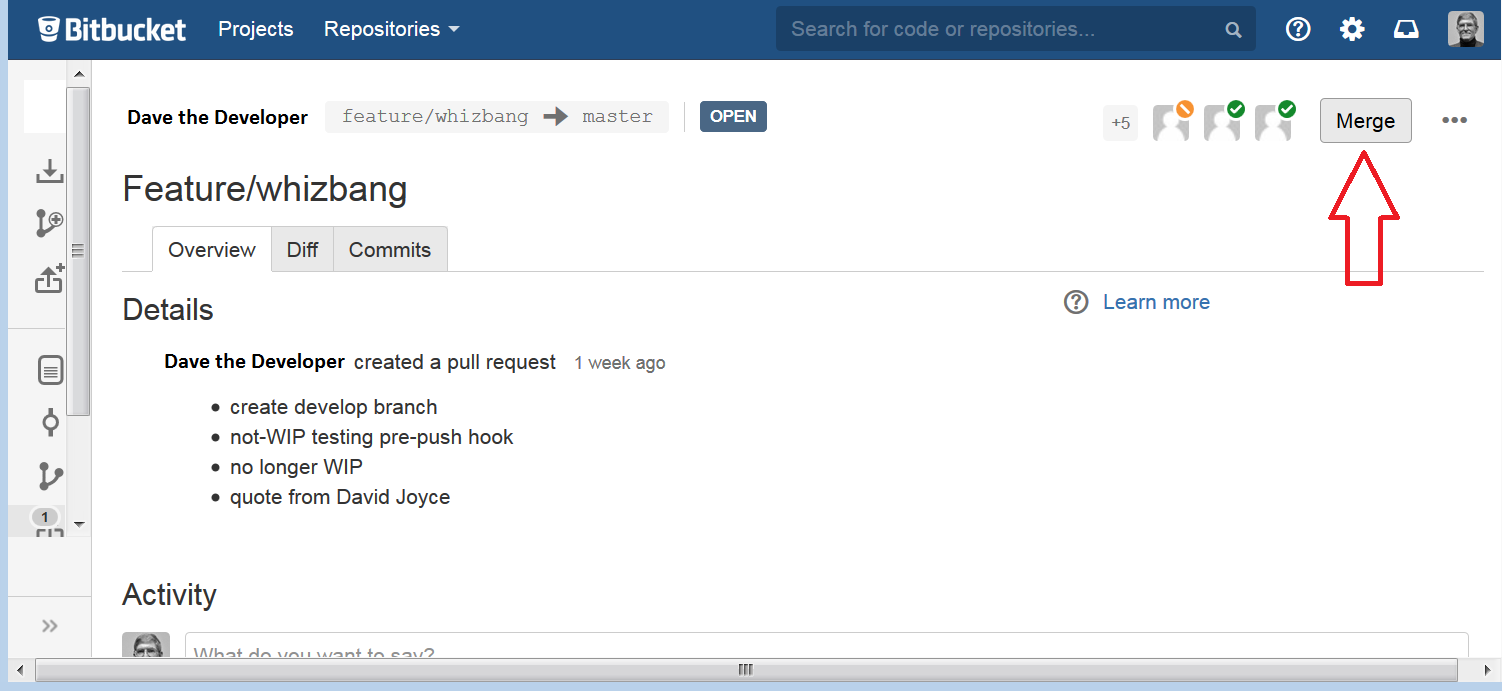 Bitbucket Projects Repositories Search for code or repositories...
Dave the Developer feature/whizbang master OPEN +5 Merge
Feature/whizbang
Overview Diff Commits
Details Learn more
Dave the Developer created a pull request 1 week ago
create develop branch
not-WIP testing pre-push hook
no longer WIP
quote from David Joyce
1
Activity
What do you want to say?